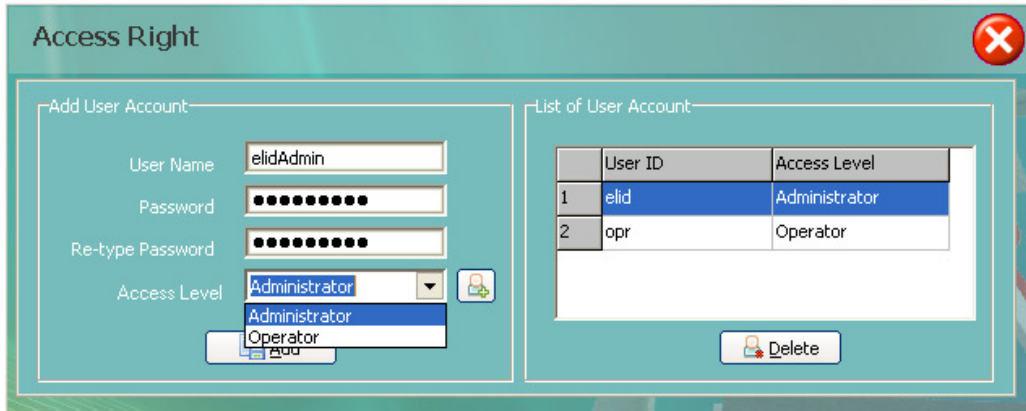 Access Right
Add User Account
User Name
elidAdmin
Password
●●●●●●●●●
Re-type Password
●●●●●●●●●
Access Level
Administrator
Administrator
Operator
Add
List of User Account
User ID Access Level
1 elid Administrator
2 opr Operator
Delete